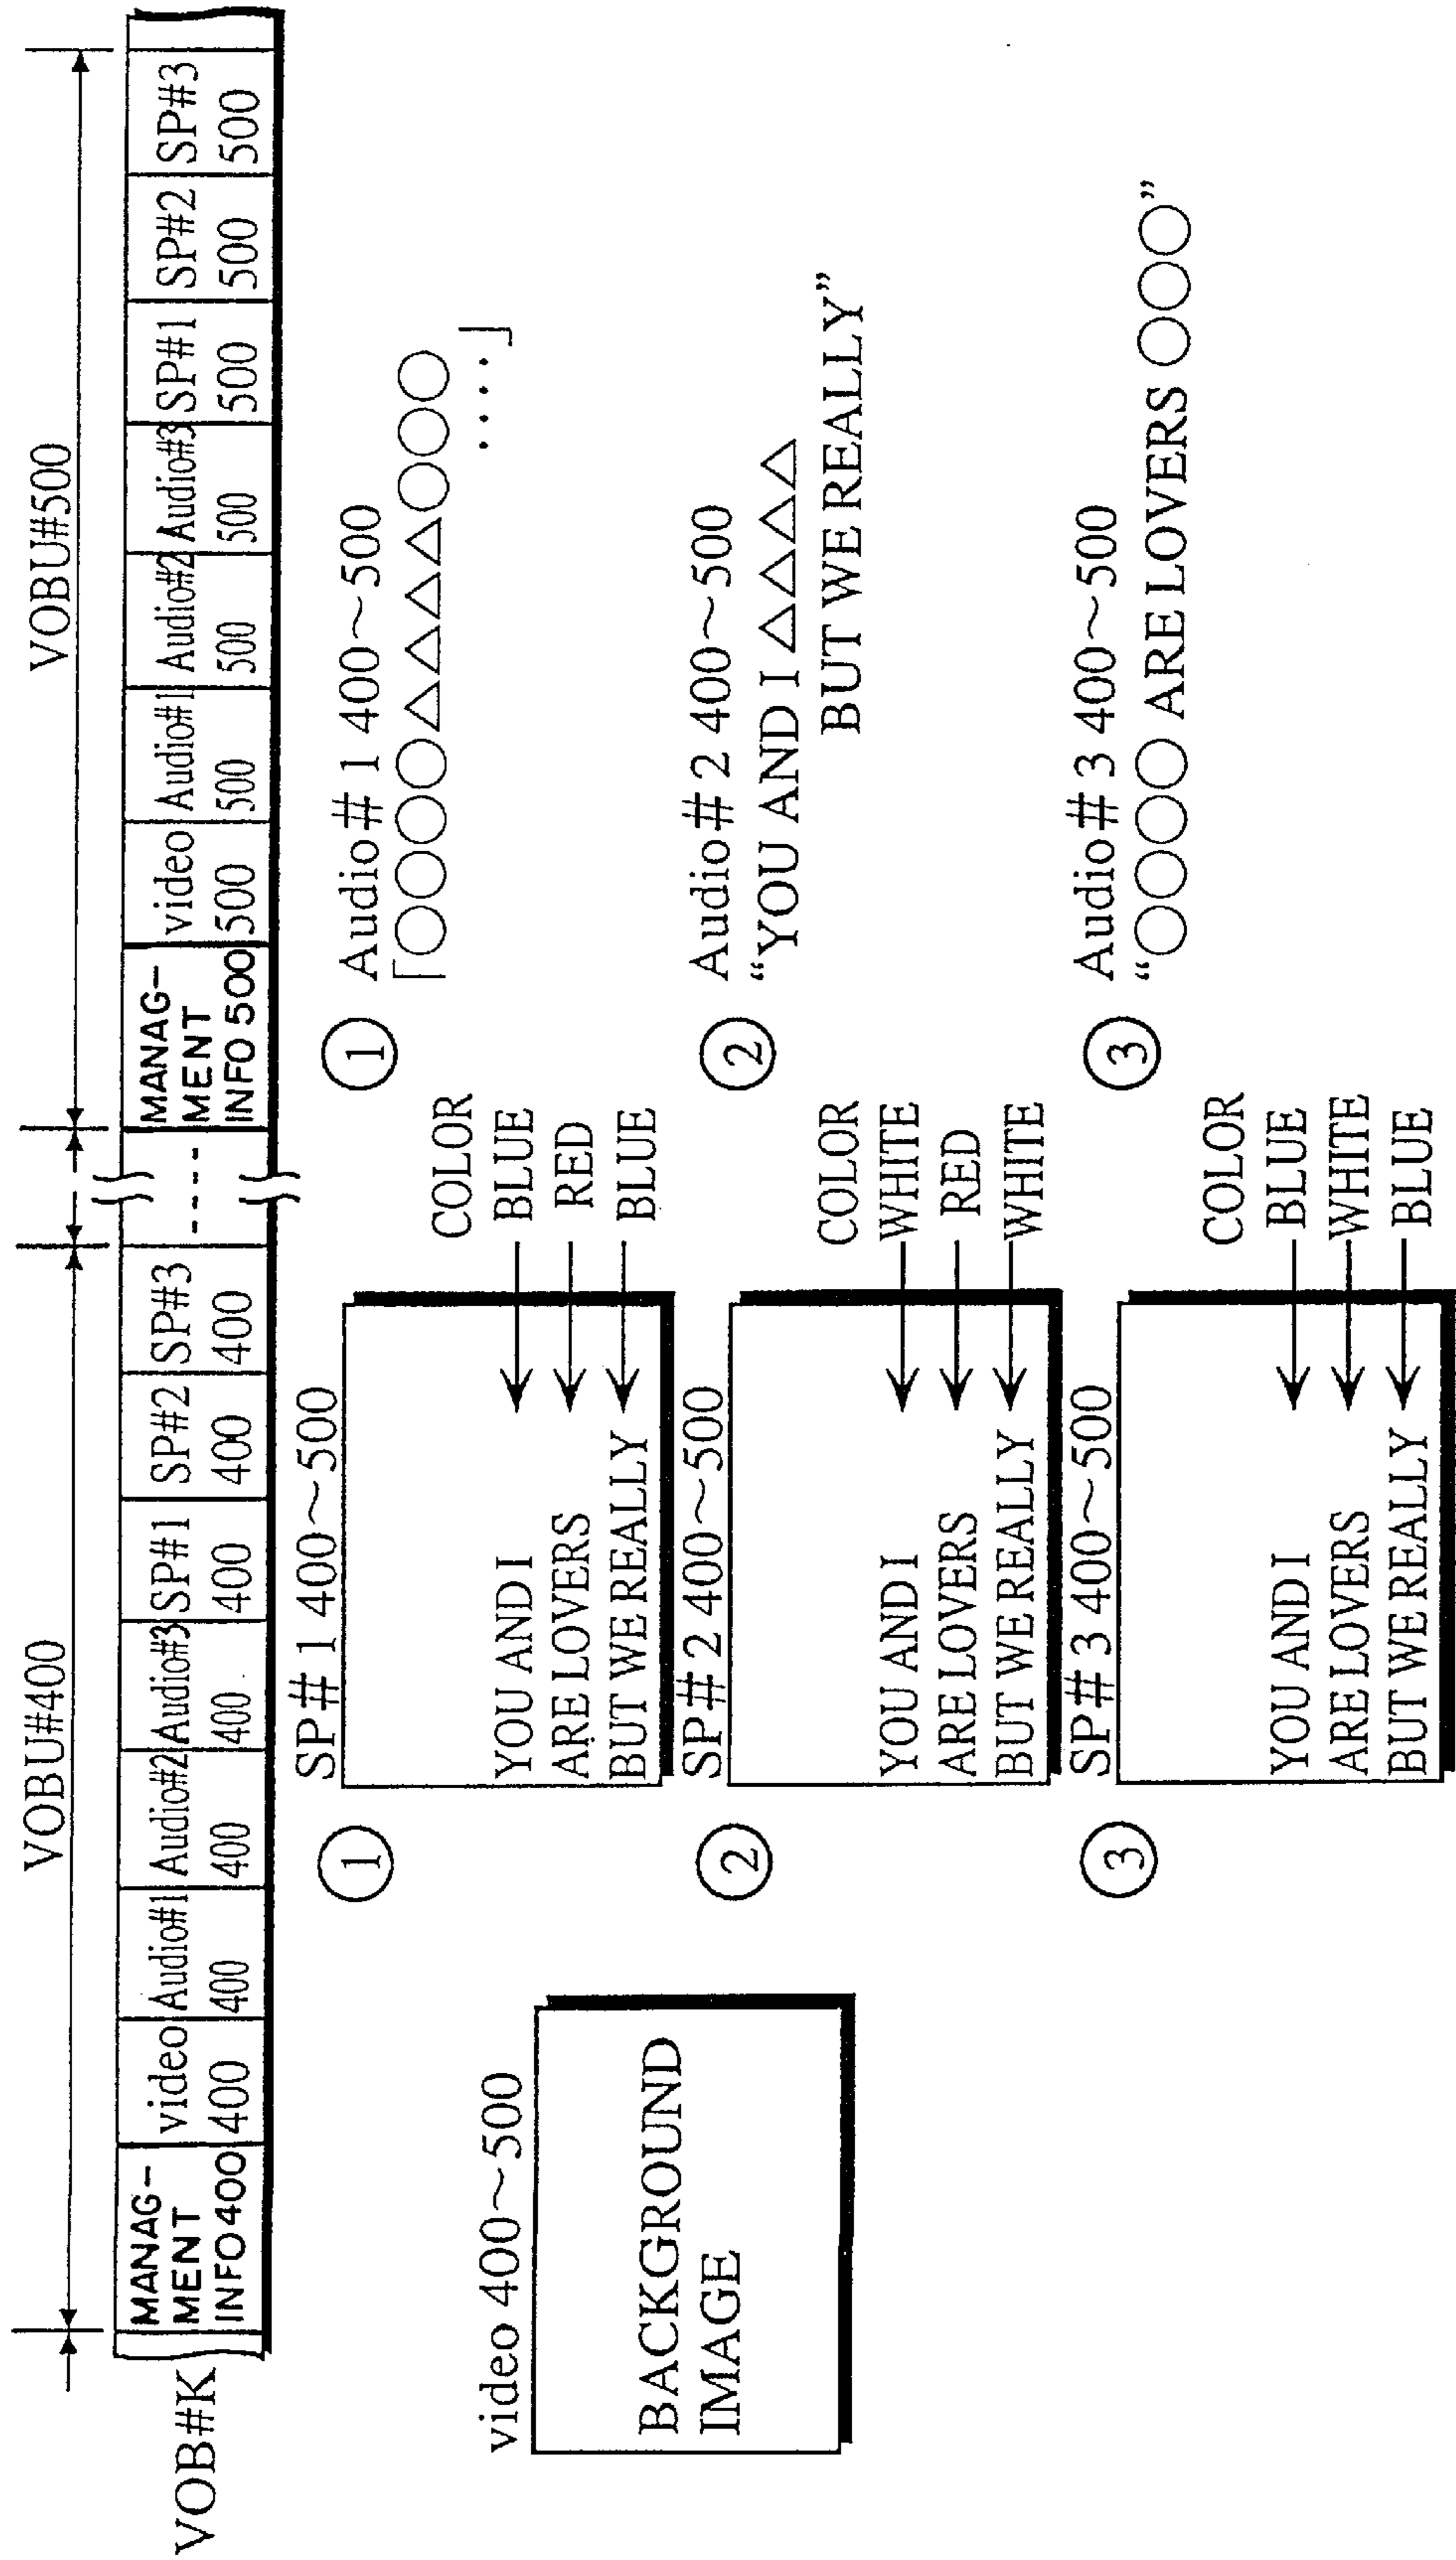 VOBU#400
VOBU#500
VOB#K
MANAG-
MENT
INFO400
video
400
Audio#1
400
Audio#2
400
Audio#3
400
SP#1
400
SP#2
400
SP#3
400
-----
MANAG-
MENT
INFO 500
video
500
Audio#1
500
Audio#2
500
Audio#3
500
SP#1
500
SP#2
500
SP#3
500
video 400~500
BACKGROUND
IMAGE
①
SP# 1 400~500
YOU AND I
ARE LOVERS
BUT WE REALLY
COLOR
BLUE
RED
BLUE
②
SP# 2 400~500
YOU AND I
ARE LOVERS
BUT WE REALLY
COLOR
WHITE
RED
WHITE
③
SP# 3 400~500
YOU AND I
ARE LOVERS
BUT WE REALLY
COLOR
BLUE
WHITE
BLUE
① Audio# 1 400~500
「○○○○△△△△○○○
....」
② Audio# 2 400~500
“YOU AND I △△△△
BUT WE REALLY”
③ Audio# 3 400~500
“○○○○ ARE LOVERS ○○○”